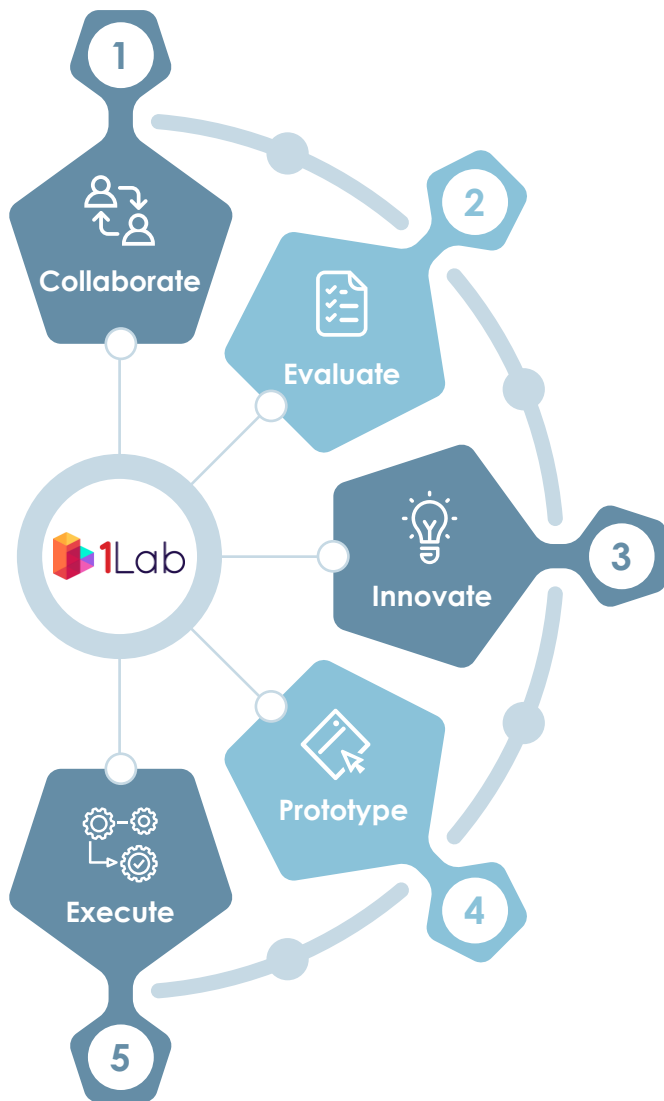 1
Collaborate
2
Evaluate
1Lab
3
Innovate
Prototype
4
Execute
5